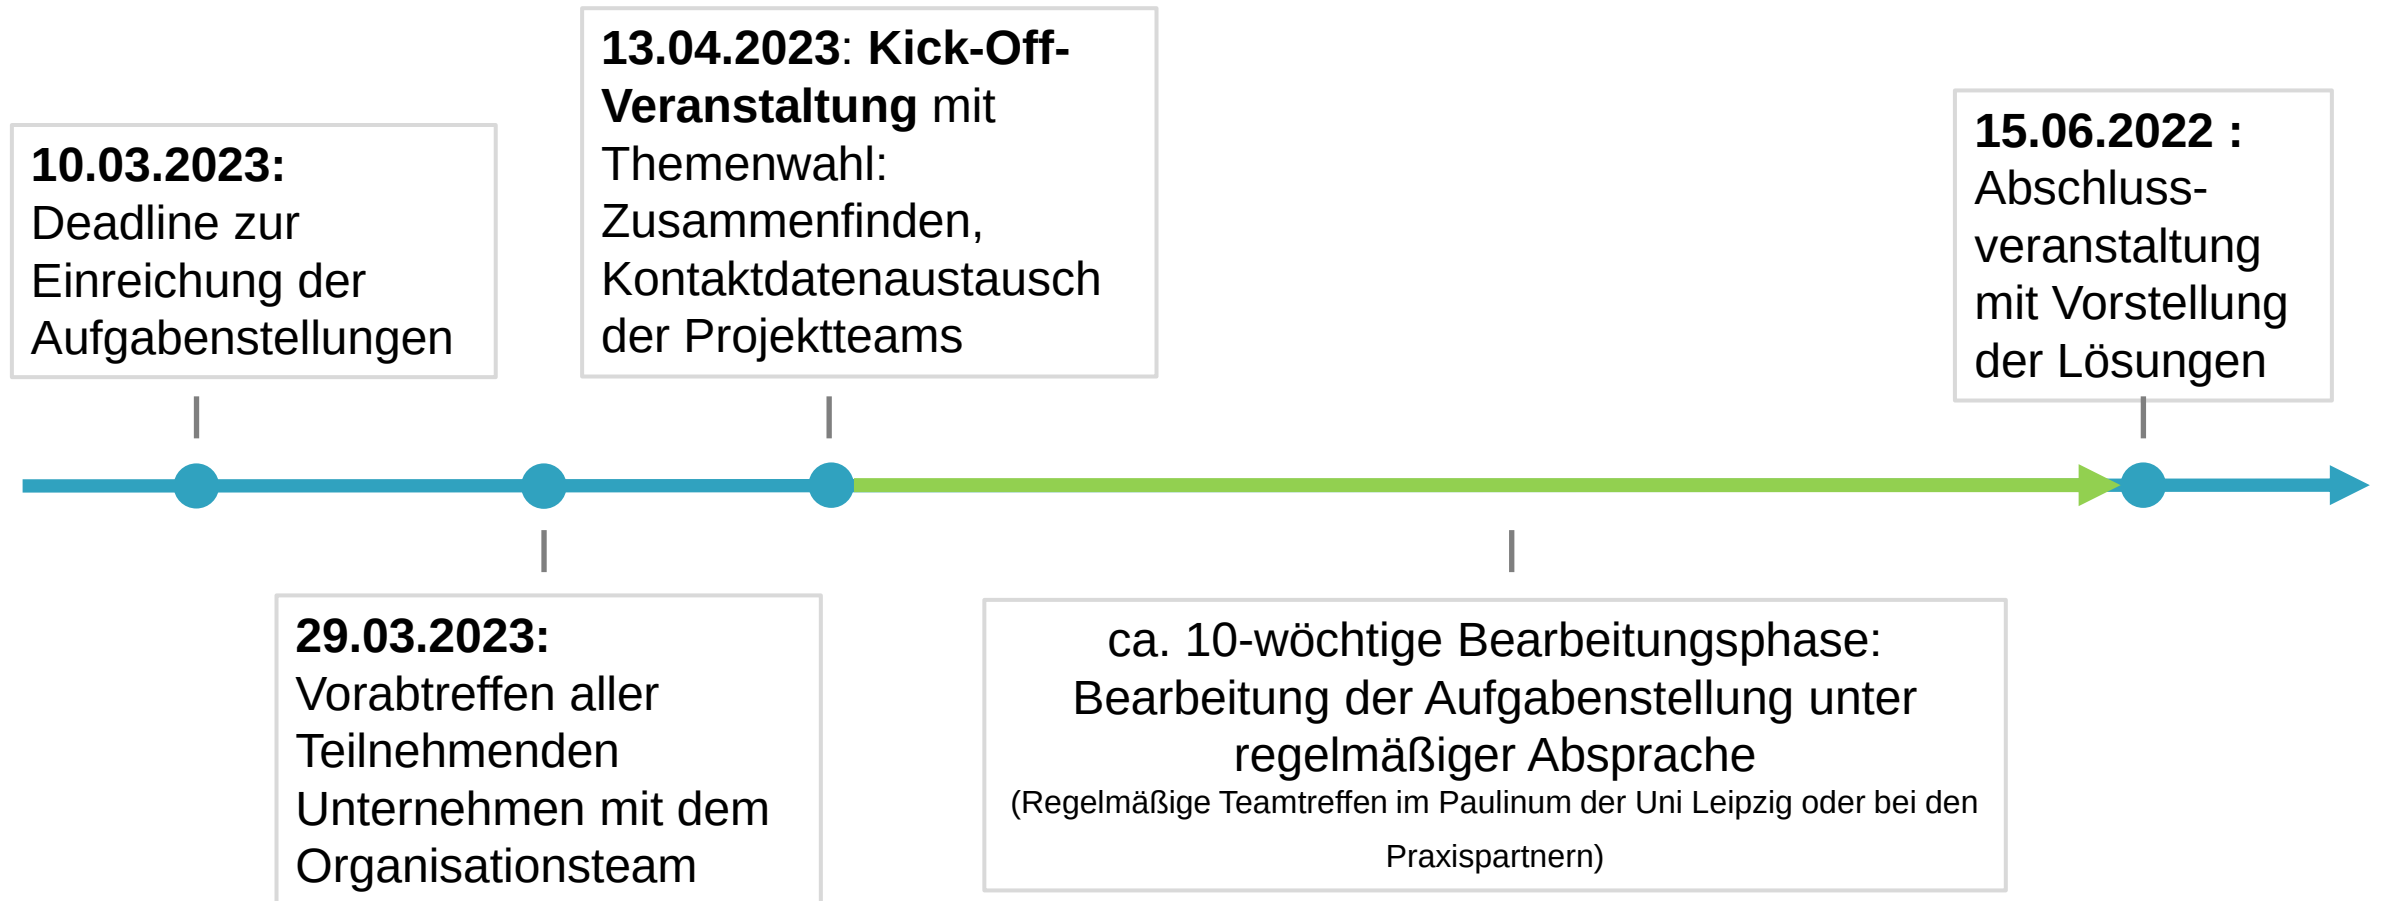 10.03.2023:
Deadline zur
Einreichung der
Aufgabenstellungen
13.04.2023: Kick-Off-
Veranstaltung mit
Themenwahl:
Zusammenfinden,
Kontaktdatenaustausch
der Projektteams
15.06.2022 :
Abschluss-
veranstaltung
mit Vorstellung
der Lösungen
29.03.2023:
Vorabtreffen aller
Teilnehmenden
Unternehmen mit dem
Organisationsteam
ca. 10-wöchtige Bearbeitungsphase:
Bearbeitung der Aufgabenstellung unter
regelmäßiger Absprache
(Regelmäßige Teamtreffen im Paulinum der Uni Leipzig oder bei den
Praxispartnern)